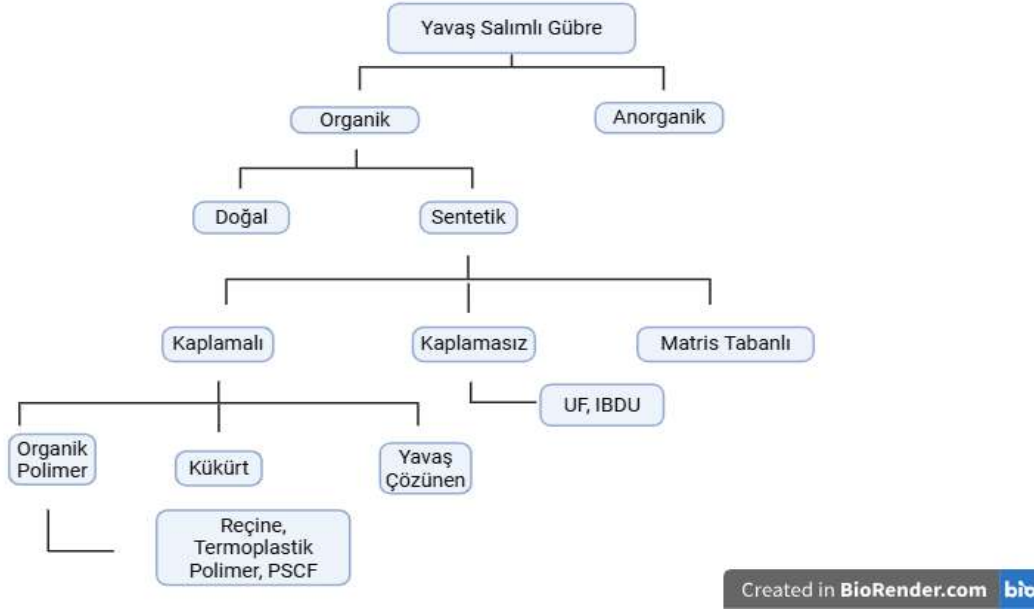 Yavaş Salımlı Gübre
Organik
Anorganik
Doğal
Sentetik
Kaplamalı
Kaplamasız
Matris Tabanlı
UF, IBDU
Organik
Polimer
Kükürt
Yavaş
Çözünen
Reçine,
Termoplastik
Polimer, PSCF
Created in BioRender.com